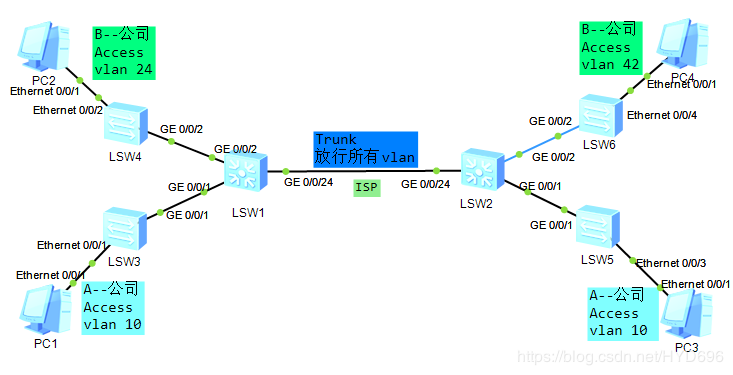 B--公司
Access
vlan 24
PC2
Ethernet 0/0/1
Ethernet 0/0/2
LSW4
GE 0/0/2
GE 0/0/2
GE 0/0/1
GE 0/0/1
LSW1
LSW3
Ethernet 0/0/1
Ethernet 0/0/1
PC1
A--公司
Access
vlan 10
GE 0/0/24
Trunk
放行所有vlan
ISP
GE 0/0/24
LSW2
B--公司
Access
vlan 42
PC4
Ethernet 0/0/1
Ethernet 0/0/4
LSW6
GE 0/0/2
GE 0/0/2
GE 0/0/1
GE 0/0/1
LSW5
Ethernet 0/0/3
Ethernet 0/0/1
PC3
A--公司
Access
vlan 10
https://blog.csdn.net/HYD696